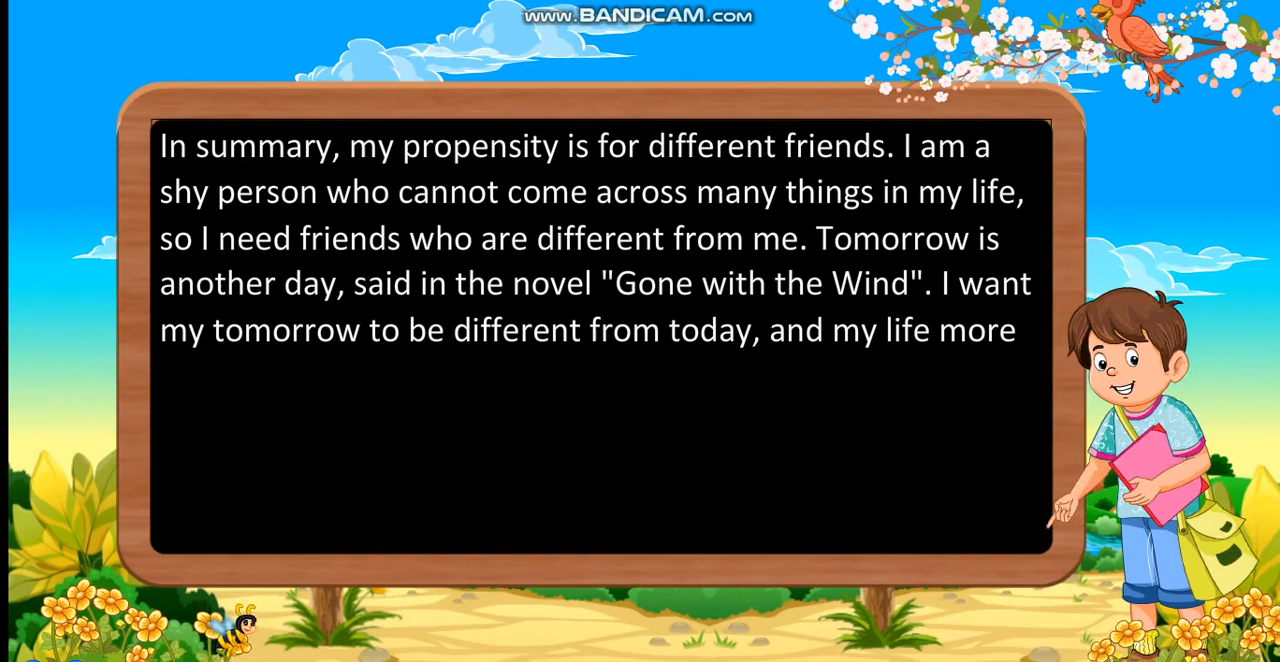 www.BANDICAM.com
In summary, my propensity is for different friends. I am a
shy person who cannot come across many things in my life,
so I need friends who are different from me. Tomorrow is
another day, said in the novel "Gone with the Wind". I want
my tomorrow to be different from today, and my life more